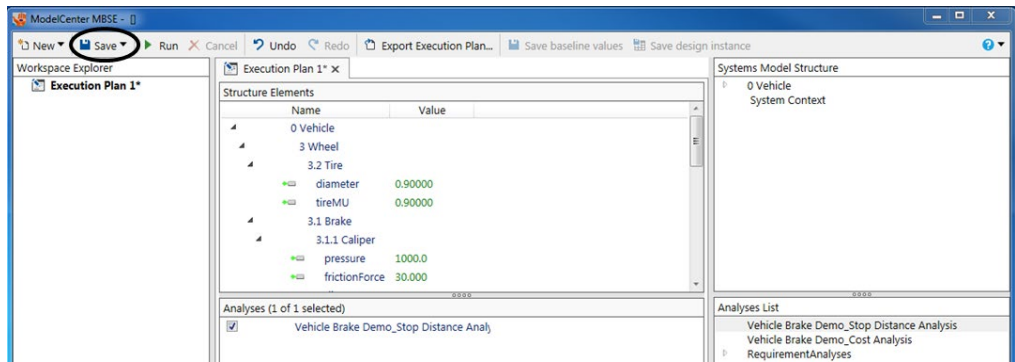 ModelCenter MBSE - []
New Save Run Cancel Undo Redo Export Execution Plan... Save baseline values Save design instance
Workspace Explorer
Execution Plan 1*
Execution Plan 1*
Structure Elements
Name Value
0 Vehicle
3 Wheel
3.2 Tire
diameter 0.90000
tireMU 0.90000
3.1 Brake
3.1.1 Caliper
pressure 1000.0
frictionForce 30.000
Analyses (1 of 1 selected)
Vehicle Brake Demo_Stop Distance Analy
Systems Model Structure
0 Vehicle
System Context
Analyses List
Vehicle Brake Demo_Stop Distance Analysis
Vehicle Brake Demo_Cost Analysis
RequirementAnalyses